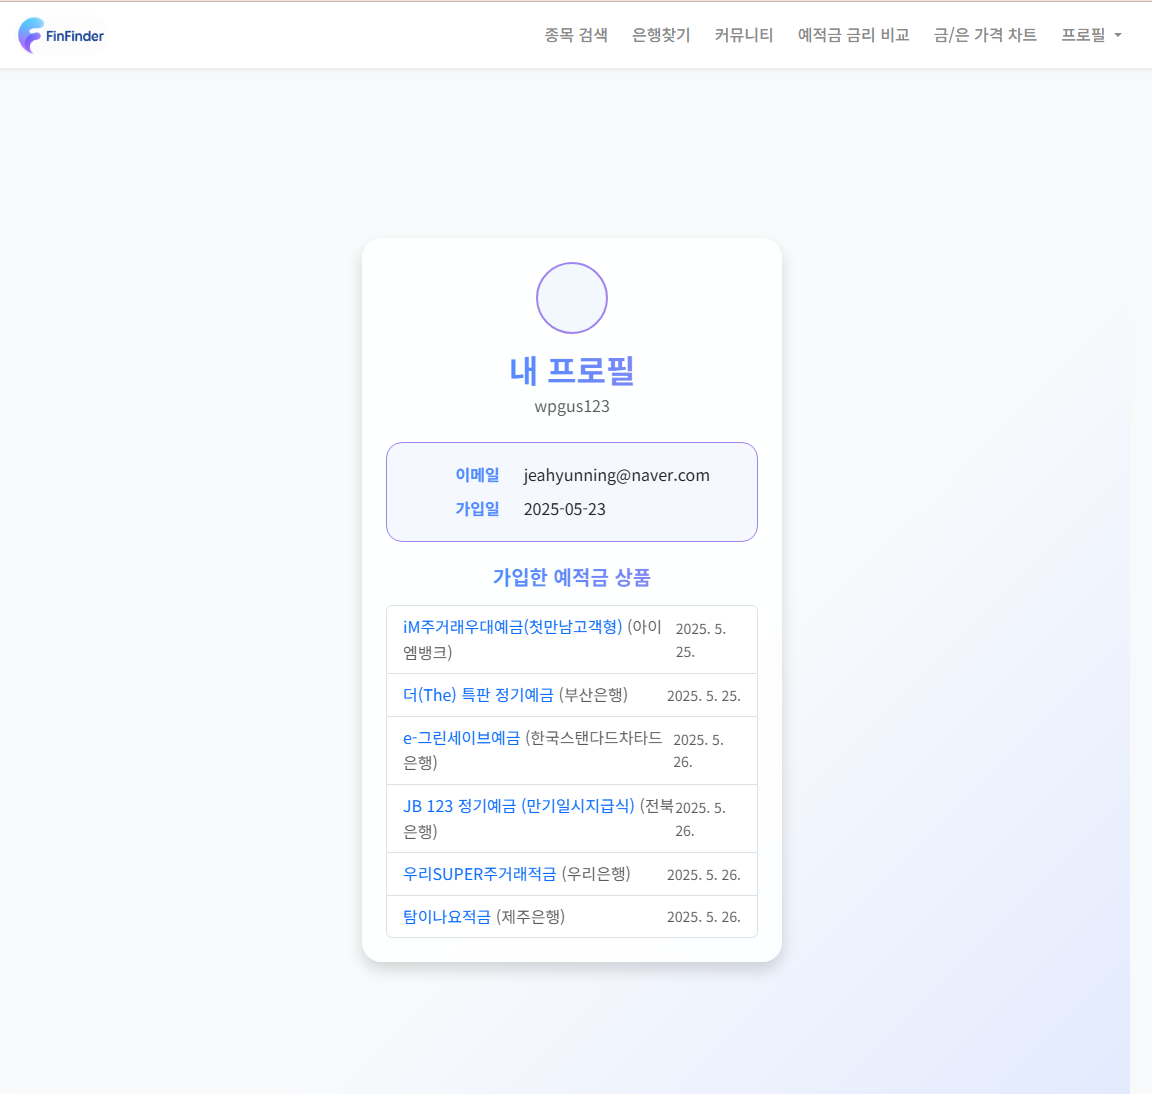 FinFinder
종목 검색 은행찾기 커뮤니티 예적금 금리 비교 금/은 가격 차트 프로필
내 프로필
wpgus123
이메일 jeahyunning@naver.com
가입일 2025-05-23
가입한 예적금 상품
iM주거래우대예금(첫만남고객형) (아이 2025. 5.
엠뱅크) 25.
더(The) 특판 정기예금 (부산은행) 2025. 5. 25.
e-그린세이브예금 (한국스탠다드차타드 2025. 5.
은행) 26.
JB 123 정기예금 (만기일시지급식) (전북 2025. 5.
은행) 26.
우리SUPER주거래적금 (우리은행) 2025. 5. 26.
탐이나요적금 (제주은행) 2025. 5. 26.